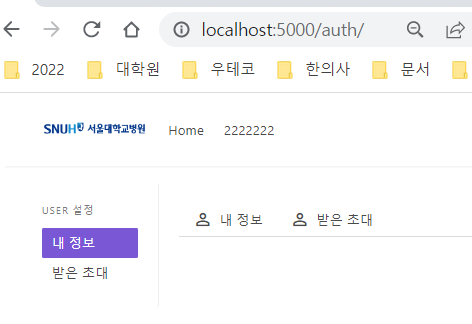 localhost:5000/auth/
2022 대학원 우테코 한의사 문서
SNUH 서울대학교병원 Home 2222222
USER 설정
내 정보 받은 초대
내 정보
받은 초대